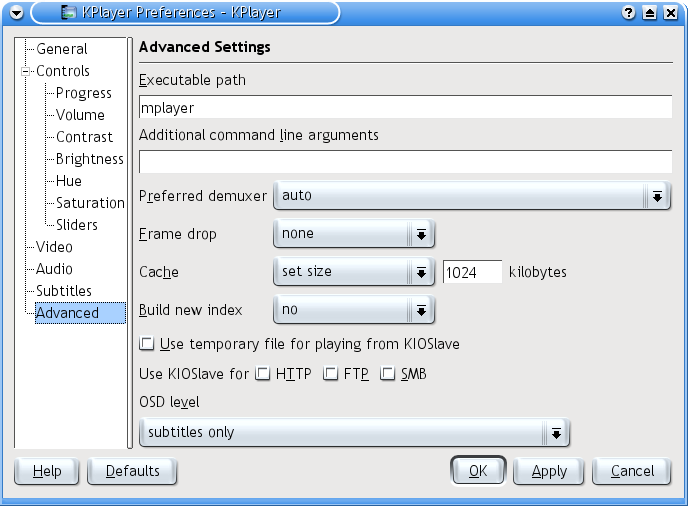 KPlayer Preferences - KPlayer
General
Controls
Progress
Volume
Contrast
Brightness
Hue
Saturation
Sliders
Video
Audio
Subtitles
Advanced
Advanced Settings
Executable path
mplayer
Additional command line arguments
Preferred demuxer auto
Frame drop none
Cache set size 1024 kilobytes
Build new index no
Use temporary file for playing from KIOSlave
Use KIOSlave for HTTP FTP SMB
OSD level
subtitles only
Help Defaults OK Apply Cancel